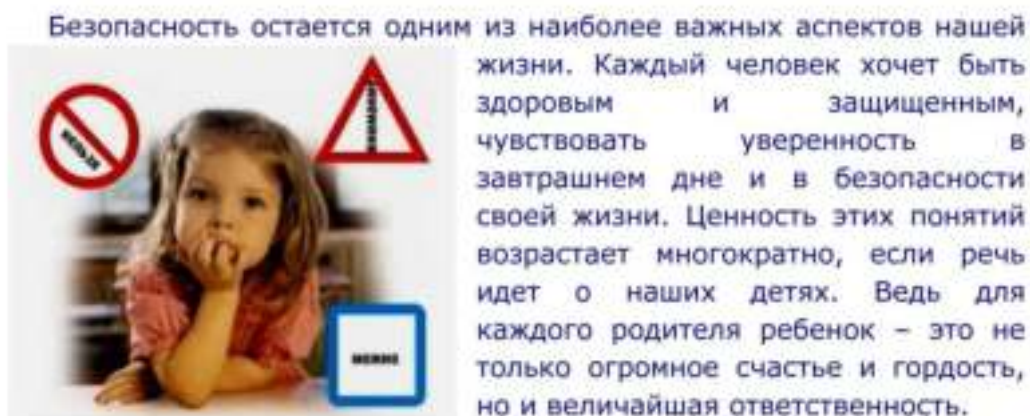 Безопасность остается одним из наиболее важных аспектов нашей
жизни. Каждый человек хочет быть
здоровым и защищенным,
чувствовать уверенность в
завтрашнем дне и в безопасности
своей жизни. Ценность этих понятий
возрастает многократно, если речь
идет о наших детях. Ведь для
каждого родителя ребенок – это не
только огромное счастье и гордость,
но и величайшая ответственность.
НЕЛЬЗЯ
ВНИМАНИЕ